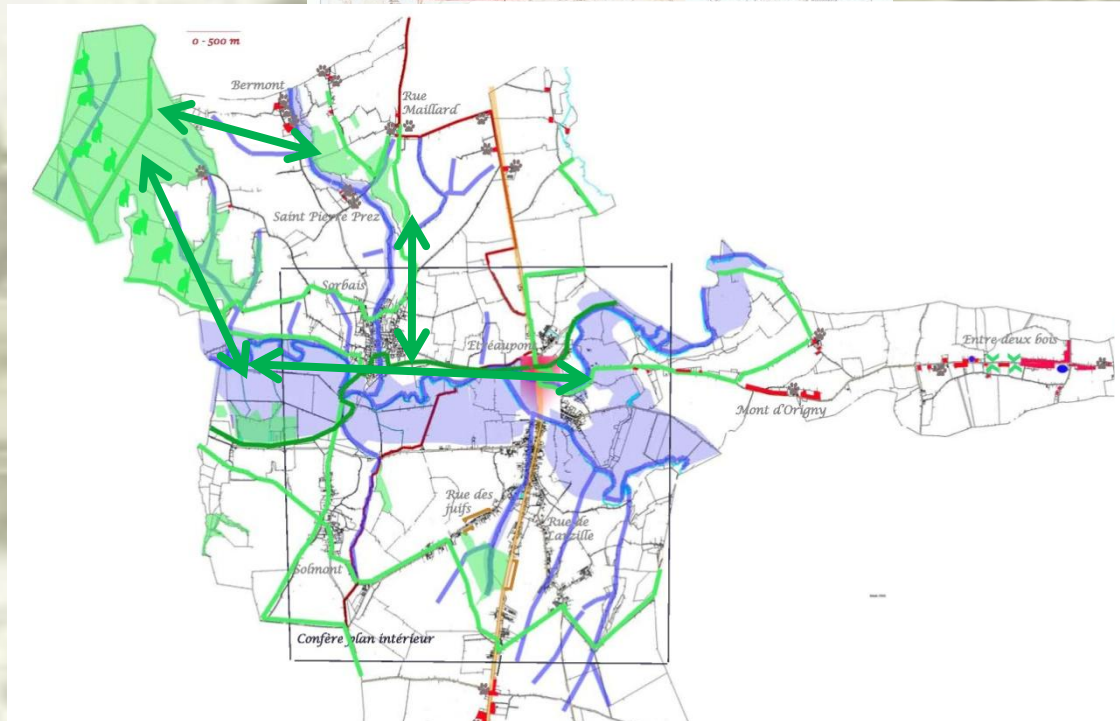 0 - 500 m
Bermont
Rue
Maillard
Saint Pierre Prez
Sorbais
Etréaupont
Entre deux bois
Mont d'Origny
Rue des
juifs
Rue de
Lanzille
Solmont
Confère plan intérieur